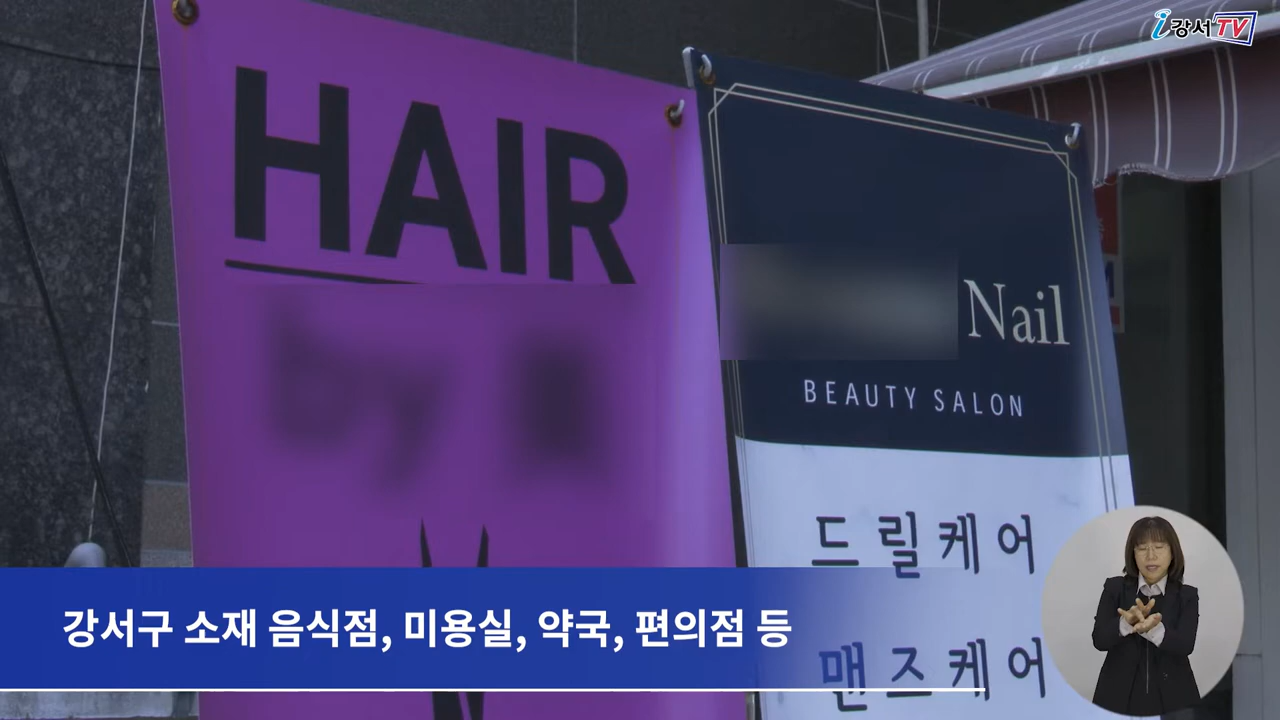 i강서TV
HAIR
Nail
BEAUTY SALON
드릴케어
맨즈케어
강서구 소재 음식점, 미용실, 약국, 편의점 등